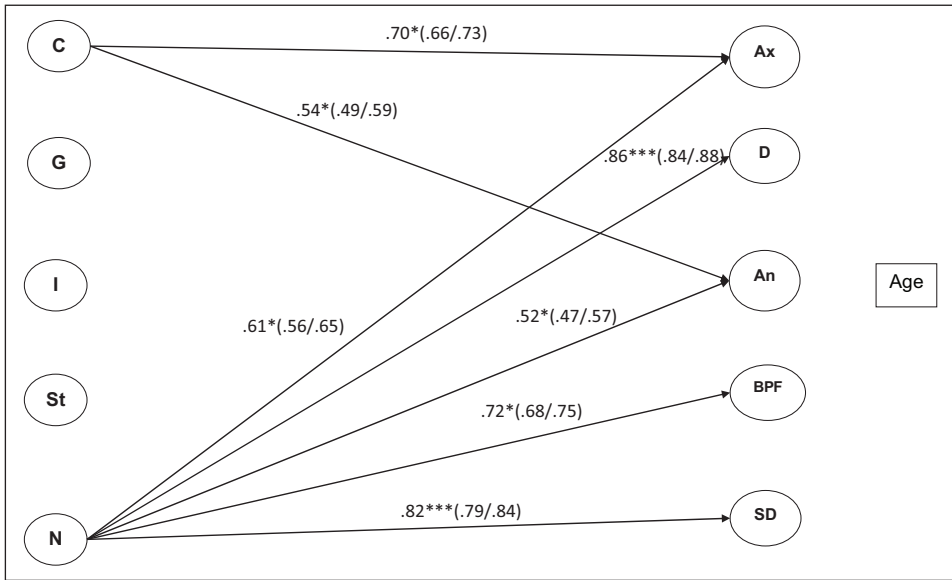 C
.70*(.66/.73)
Ax
.54*(.49/.59)
G
.86***(.84/.88)
D
I
An
Age
.61*(.56/.65)
.52*(.47/.57)
St
.72*(.68/.75)
BPF
N
.82***(.79/.84)
SD